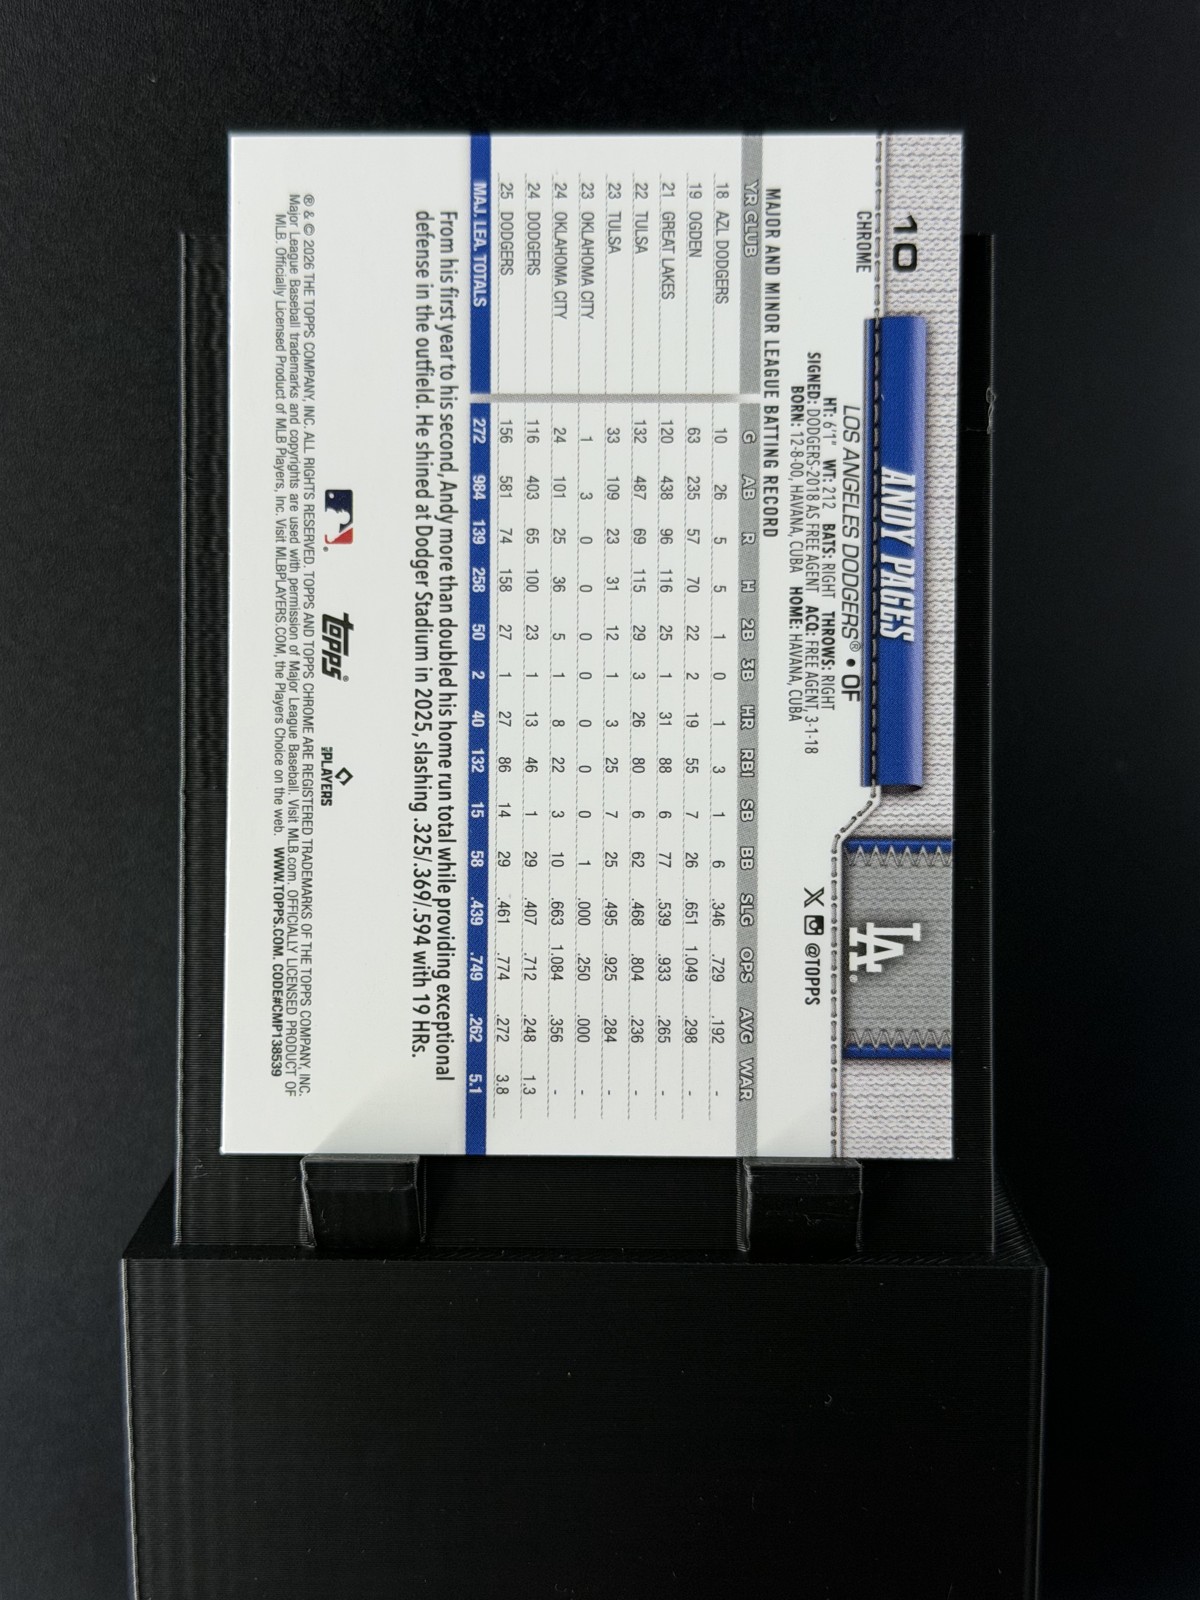 10
CHROME
ANDY PAGES
LOS ANGELES DODGERS® • OF
HT: 6'1" WT: 212 BATS: RIGHT THROWS: RIGHT
SIGNED: DODGERS-2018 AS FREE AGENT ACQ: FREE AGENT, 3-1-18
BORN: 12-8-00, HAVANA, CUBA HOME: HAVANA, CUBA
LA
@TOPPS
MAJOR AND MINOR LEAGUE BATTING RECORD
YR CLUB G AB R H 2B 3B HR RBI SB BB SLG OPS AVG WAR
18 AZL DODGERS 10 26 5 5 1 0 1 3 1 6 .346 .729 .192 -
19 OGDEN 63 235 57 70 22 2 19 55 7 26 .651 1.049 .298 -
21 GREAT LAKES 120 438 96 116 25 1 31 88 6 77 .539 .933 .265 -
22 TULSA 132 487 69 115 29 3 26 80 6 62 .468 .804 .236 -
23 TULSA 33 109 23 31 12 1 3 25 7 25 .495 .925 .284 -
23 OKLAHOMA CITY 1 3 0 0 0 0 0 0 0 1 .000 .250 .000 -
24 OKLAHOMA CITY 24 101 25 36 5 1 8 22 3 10 .663 1.084 .356 -
24 DODGERS 116 403 65 100 23 1 13 46 1 29 .407 .712 .248 1.3
25 DODGERS 156 581 74 158 27 1 27 86 14 29 .461 .774 .272 3.8
MAJ. LEA. TOTALS 272 984 139 258 50 2 40 132 15 58 .439 .749 .262 5.1
From his first year to his second, Andy more than doubled his home run total while providing exceptional
defense in the outfield. He shined at Dodger Stadium in 2025, slashing .325/.369/.594 with 19 HRs.
topps®
PLAYERS
® & © 2026 THE TOPPS COMPANY, INC. ALL RIGHTS RESERVED. TOPPS AND TOPPS CHROME ARE REGISTERED TRADEMARKS OF THE TOPPS COMPANY, INC.
Major League Baseball trademarks and copyrights are used with permission of Major League Baseball. Visit MLB.com. OFFICIALLY LICENSED PRODUCT OF
MLB. Officially Licensed Product of MLB Players, Inc. Visit MLBPLAYERS.COM, the Players Choice on the web. WWW.TOPPS.COM. CODE#CMP138539